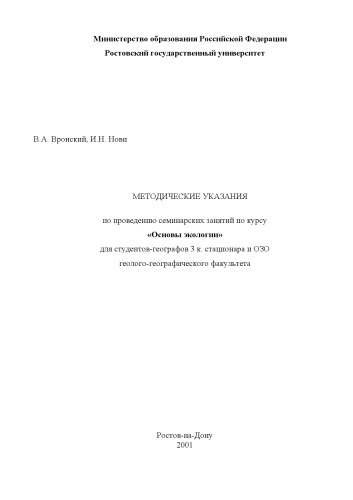 Министерство образования Российской Федерации
Ростовский государственный университет
В.А. Вронский, И.Н. Нови
МЕТОДИЧЕСКИЕ УКАЗАНИЯ
по проведению семинарских занятий по курсу
«Основы экологии»
для студентов-географов 3 к. стационара и ОЗО
геолого-географического факультета
Ростов-на-Дону
2001